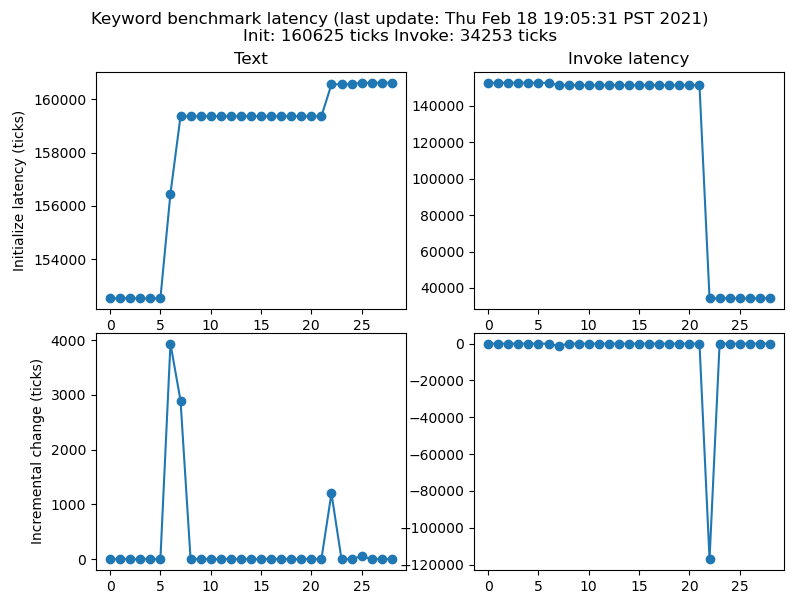 Keyword benchmark latency (last update: Thu Feb 18 19:05:31 PST 2021)
Init: 160625 ticks Invoke: 34253 ticks
Text
Invoke latency
Initialize latency (ticks)
160000
158000
156000
154000
0 5 10 15 20 25
140000
120000
100000
80000
60000
40000
0 5 10 15 20 25
Incremental change (ticks)
4000
3000
2000
1000
0
0 5 10 15 20 25
0
−20000
−40000
−60000
−80000
−100000
−120000
0 5 10 15 20 25